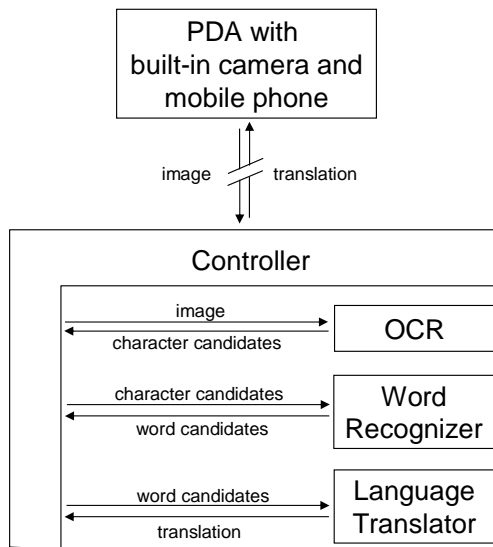 PDA with
built-in camera and
mobile phone
image translation
Controller
image
character candidates
OCR
character candidates
word candidates
Word
Recognizer
word candidates
translation
Language
Translator